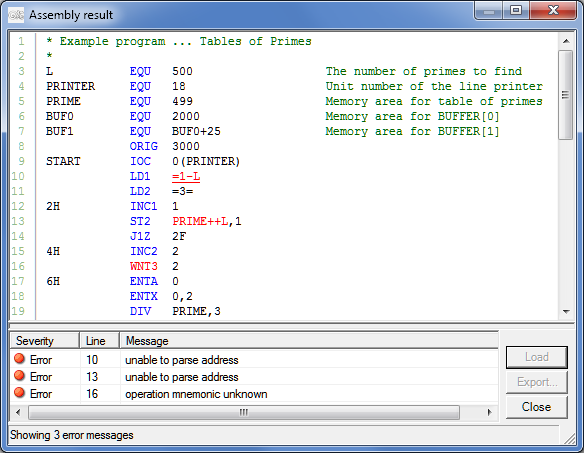 Assembly result
1 * Example program ... Tables of Primes
2 *
3 L EQU 500 The number of primes to find
4 PRINTER EQU 18 Unit number of the line printer
5 PRIME EQU 499 Memory area for table of primes
6 BUF0 EQU 2000 Memory area for BUFFER[0]
7 BUF1 EQU BUF0+25 Memory area for BUFFER[1]
8 ORIG 3000
9 START IOC 0(PRINTER)
10 LD1 =1-L
11 LD2 =3=
12 2H INC1 1
13 ST2 PRIME++L,1
14 J1Z 2F
15 4H INC2 2
16 WNT3 2
17 6H ENTA 0
18 ENTX 0,2
19 DIV PRIME,3
Severity Line Message
Error 10 unable to parse address
Error 13 unable to parse address
Error 16 operation mnemonic unknown
Load
Export...
Close
Showing 3 error messages